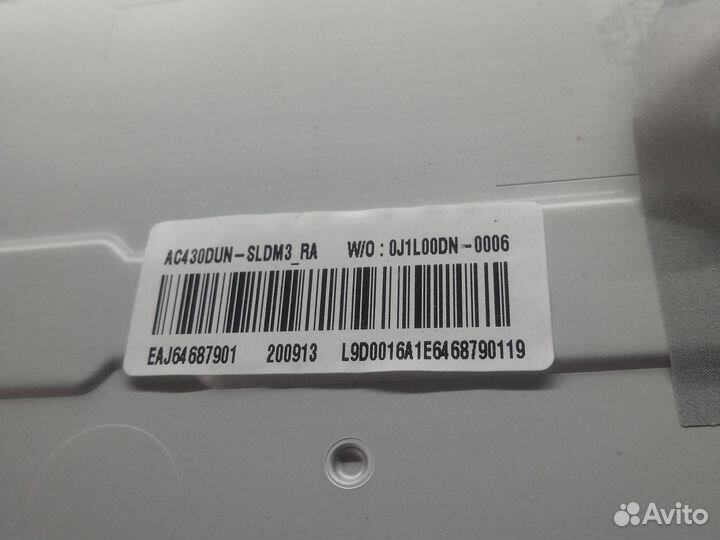 AC430DUN-SLDM3_RA W/O : 0J1L00DN-0006
EAJ64687901 200913 L9D0016A1E6468790119
Avito